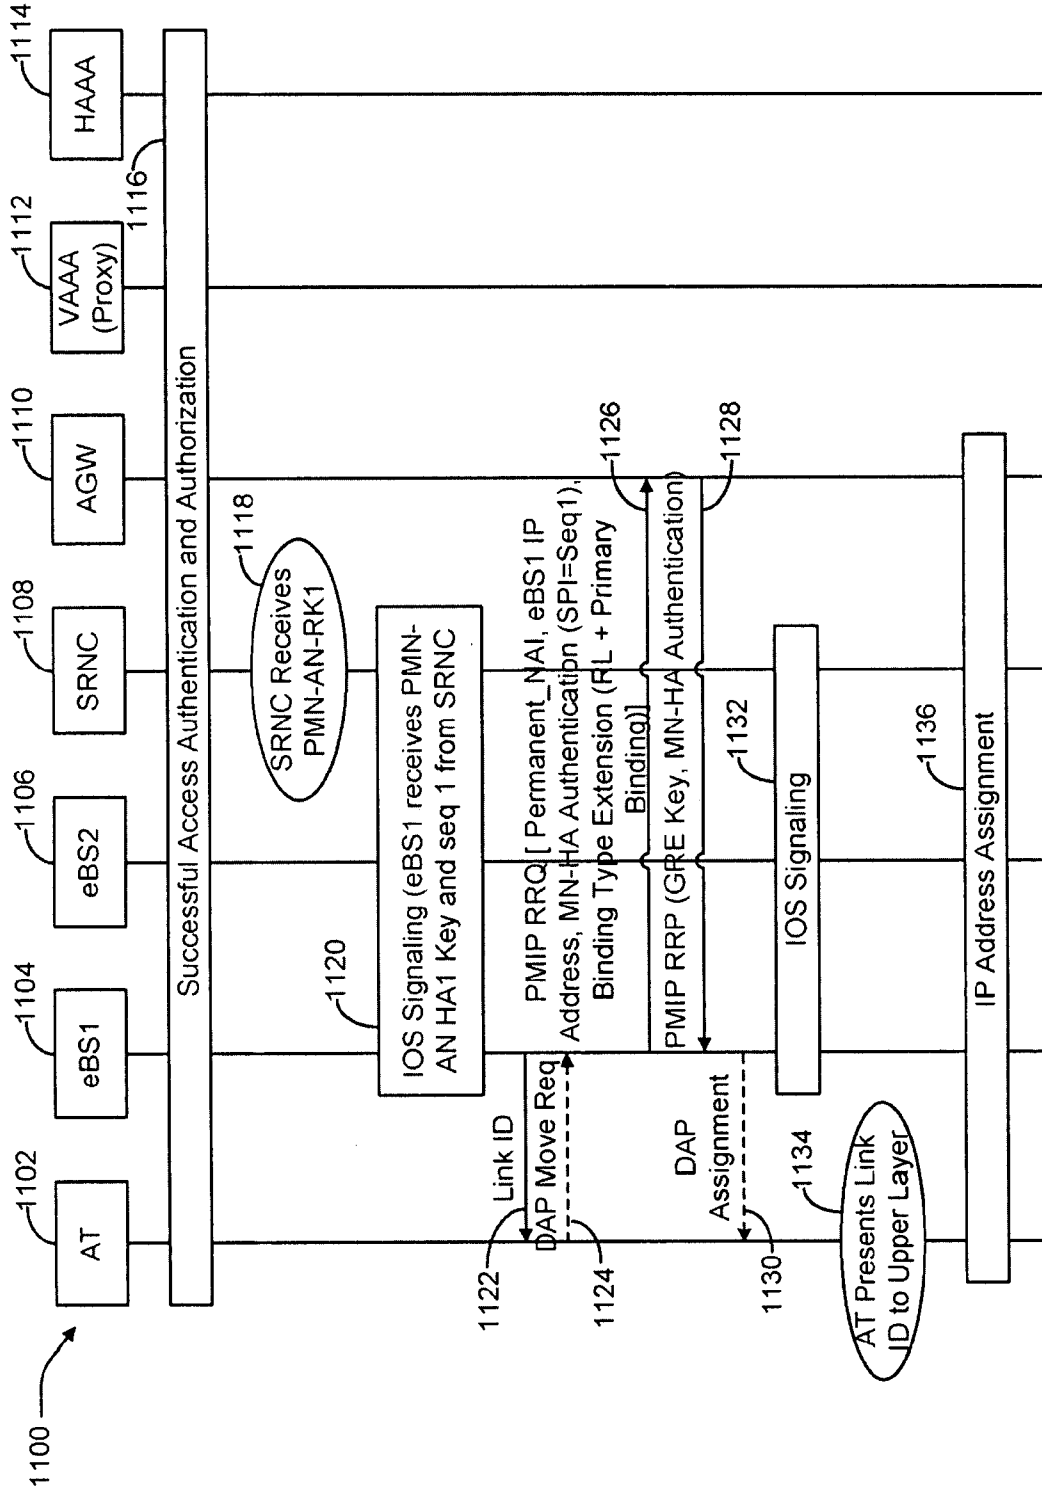 1100
1102
AT
1104
eBS1
1106
eBS2
1108
SRNC
1110
AGW
1112
VAAA
(Proxy)
1114
HAAA
1116
Successful Access Authentication and Authorization
1118
SRNC Receives
PMN-AN-RK1
1120
IOS Signaling (eBS1 receives PMN-
AN HA1 Key and seq 1 from SRNC
1122
Link ID
DAP Move Req
1124
PMIP RRQ [ Permanent_NAI, eBS1 IP
Address, MN-HA Authentication (SPI=Seq1),
Binding Type Extension (RL + Primary
Binding)]
1126
PMIP RRP (GRE Key, MN-HA Authentication)
1128
DAP
Assignment
1130
1132
IOS Signaling
1134
AT Presents Link
ID to Upper Layer
1136
IP Address Assignment